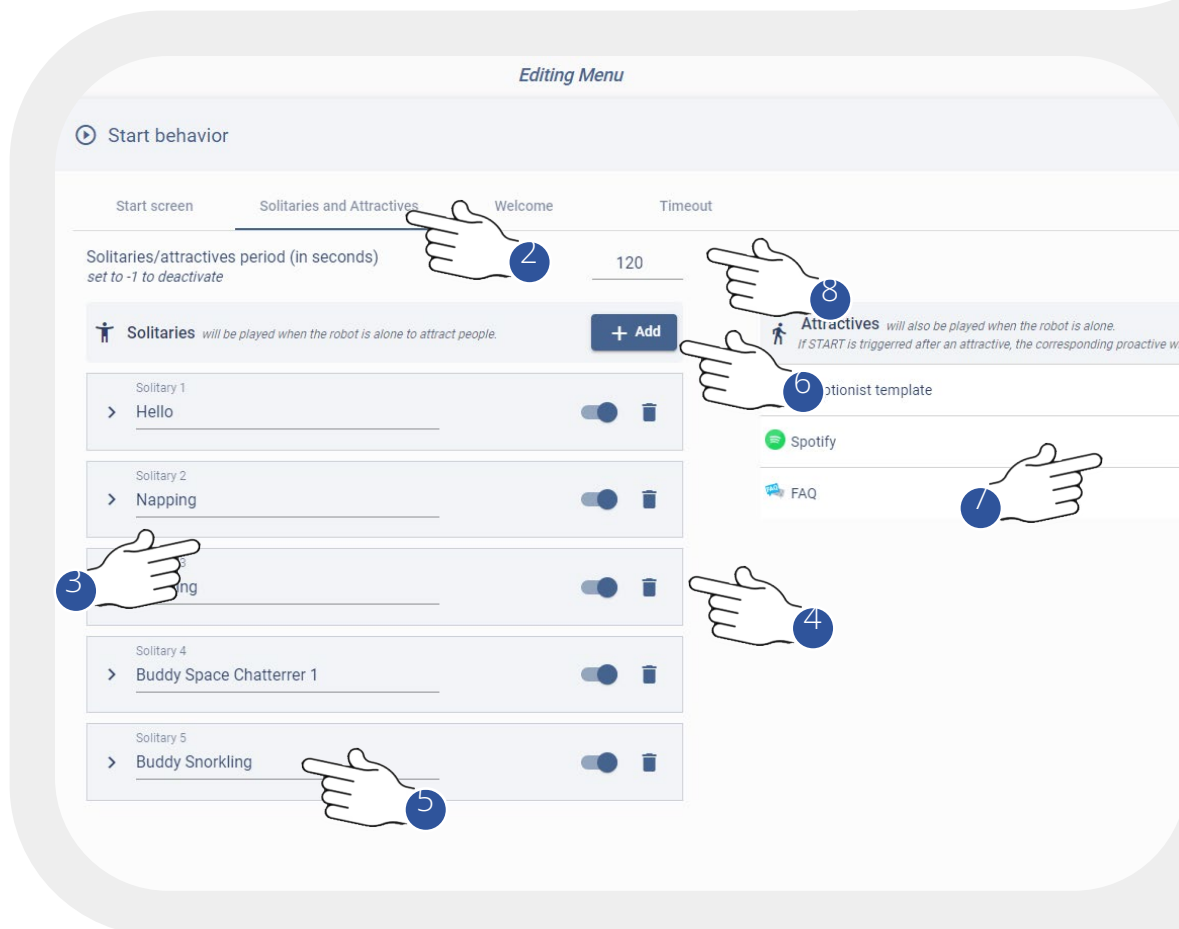 Editing Menu
Start behavior
Start screen Solitaries and Attractives Welcome Timeout
Solitaries/attractives period (in seconds)
set to -1 to deactivate
120
2
8
Solitaries will be played when the robot is alone to attract people.
+ Add
Attractives will also be played when the robot is alone.
If START is triggerred after an attractive, the corresponding proactive
6
template
Spotify
FAQ
7
Solitary 1
Hello
Solitary 2
Napping
3
3
4
Solitary 4
Buddy Space Chatterrer 1
Solitary 5
Buddy Snorkling
5